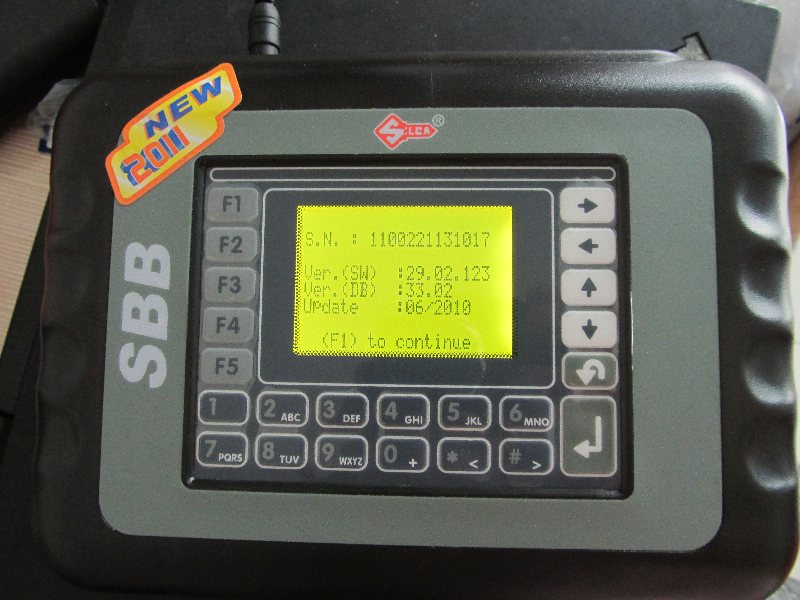 NEW
2011
SILCA®
SBB
S.N. : 1100221131017
Ver.(SW) :29.02.123
Ver.(DB) :33.02
Update :06/2010
(F1) to continue
F1
F2
F3
F4
F5
1 2 ABC 3 DEF 4 GHI 5 JKL 6 MNO
7 PQRS 8 TUV 9 WXYZ 0 + * < # >